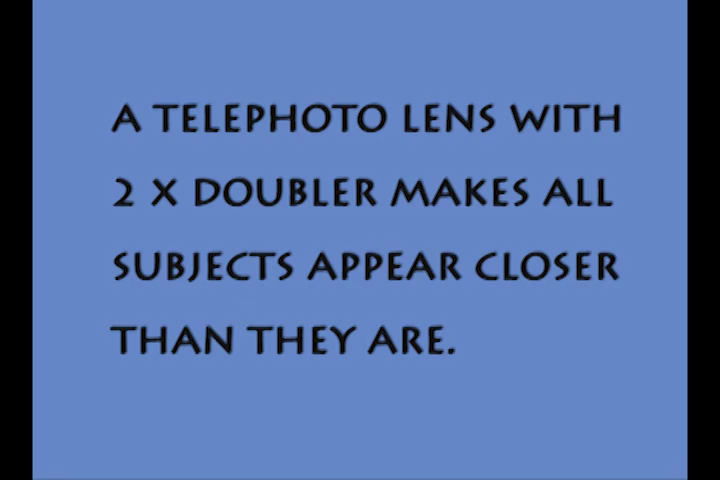 A TELEPHOTO LENS WITH
2 X DOUBLER MAKES ALL
SUBJECTS APPEAR CLOSER
THAN THEY ARE.